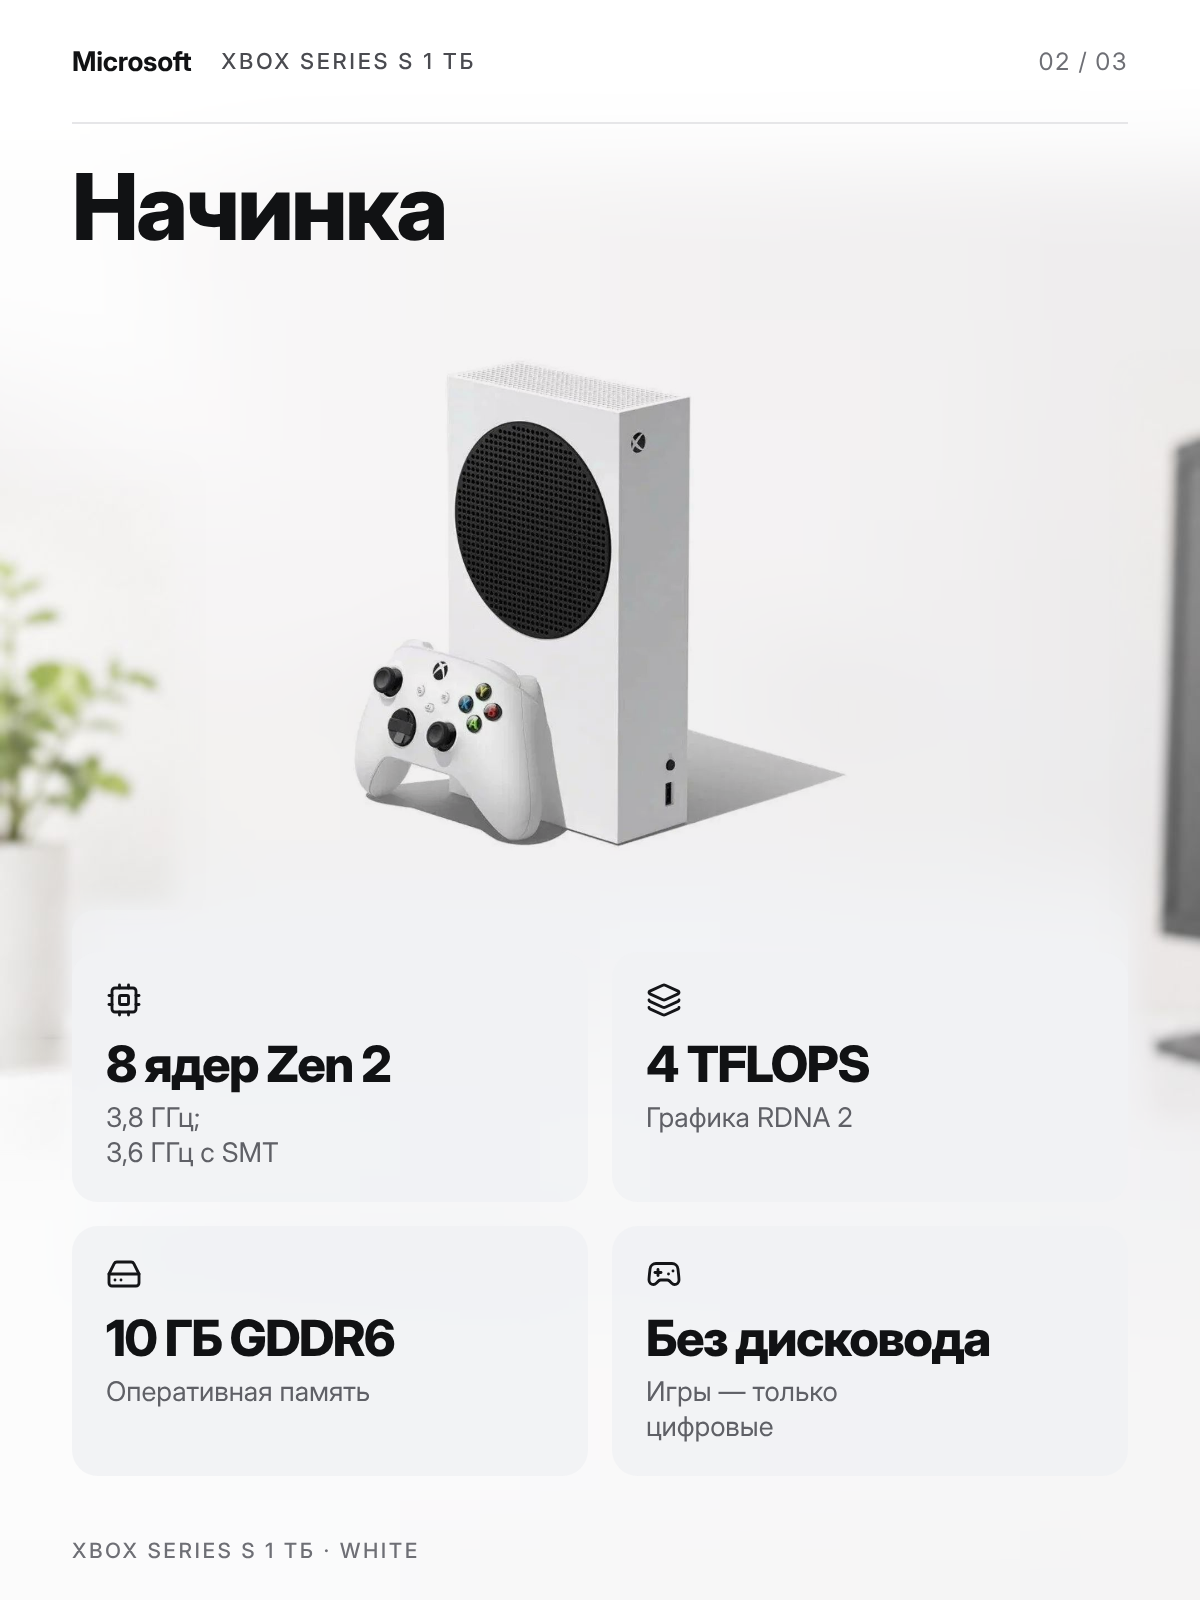 Microsoft XBOX SERIES S 1 ТБ 02 / 03
Начинка
Y
X
B
A
8 ядер Zen 2
3,8 ГГц;
3,6 ГГц с SMT
4 TFLOPS
Графика RDNA 2
10 ГБ GDDR6
Оперативная память
Без дисковода
Игры — только
цифровые
XBOX SERIES S 1 ТБ · WHITE